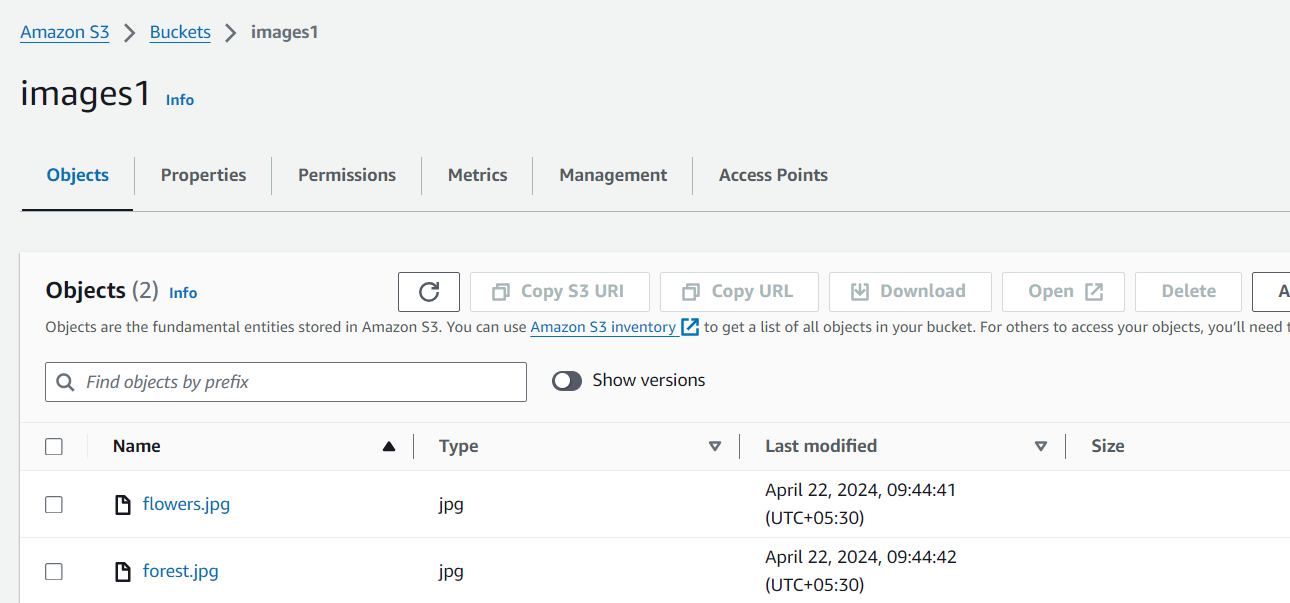 Amazon S3 > Buckets > images1
images1 Info
Objects Properties Permissions Metrics Management Access Points
Objects (2) Info Copy S3 URI Copy URL Download Open Delete A
Objects are the fundamental entities stored in Amazon S3. You can use Amazon S3 inventory to get a list of all objects in your bucket. For others to access your objects, you’ll need
Find objects by prefix Show versions
Name Type Last modified Size
flowers.jpg jpg April 22, 2024, 09:44:41
(UTC+05:30)
forest.jpg jpg April 22, 2024, 09:44:42
(UTC+05:30)